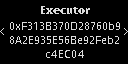 Executor
< 0xF313B370D28760b9 >
8A2E935E56Be92Feb2
c4EC04